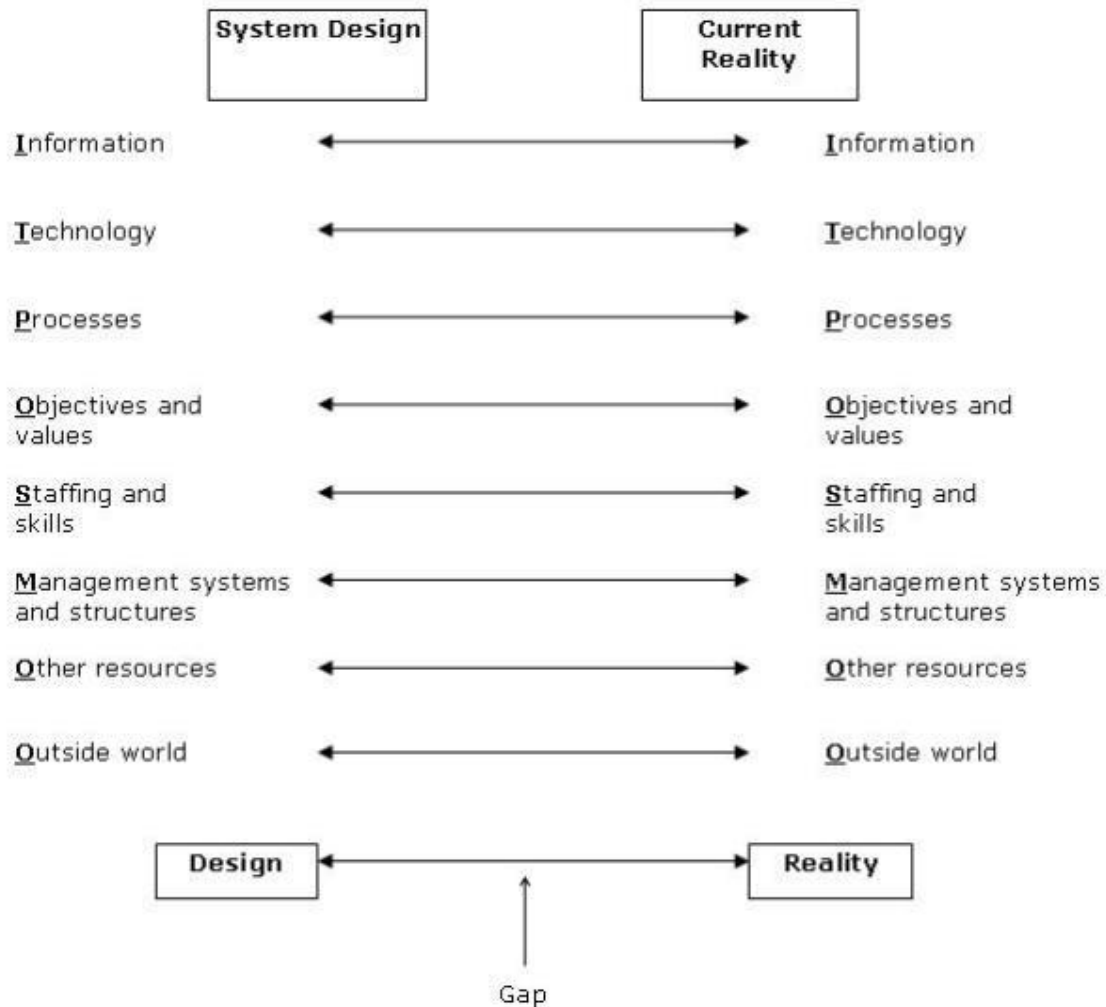 System Design
Current
Reality
Information
Information
Technology
Technology
Processes
Processes
Objectives and
values
Objectives and
values
Staffing and
skills
Staffing and
skills
Management systems
and structures
Management systems
and structures
Other resources
Other resources
Outside world
Outside world
Design
Reality
Gap